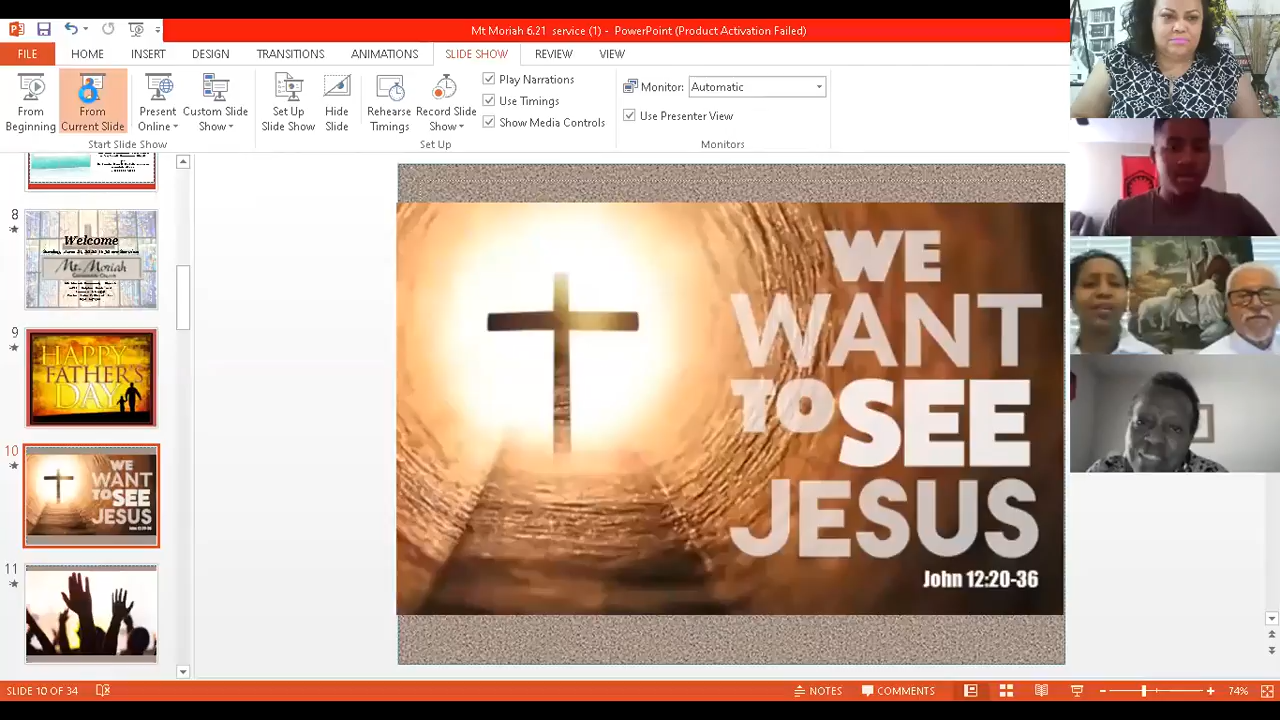 Mt Moriah 6.21 service (1) - PowerPoint (Product Activation Failed)
FILE HOME INSERT DESIGN TRANSITIONS ANIMATIONS SLIDE SHOW REVIEW VIEW
From Beginning
From Current Slide
Present Online
Custom Slide Show
Start Slide Show
Set Up Slide Show
Hide Slide
Rehearse Timings
Record Slide Show
Play Narrations
Use Timings
Show Media Controls
Set Up
Monitor: Automatic
Use Presenter View
Monitors
8
Welcome
Mt. Moriah
9
HAPPY
FATHER'S
DAY
10
WE
WANT
TO SEE
JESUS
John 12:20-36
11
WE
WANT
TO SEE
JESUS
John 12:20-36
SLIDE 10 OF 34
NOTES COMMENTS 74%